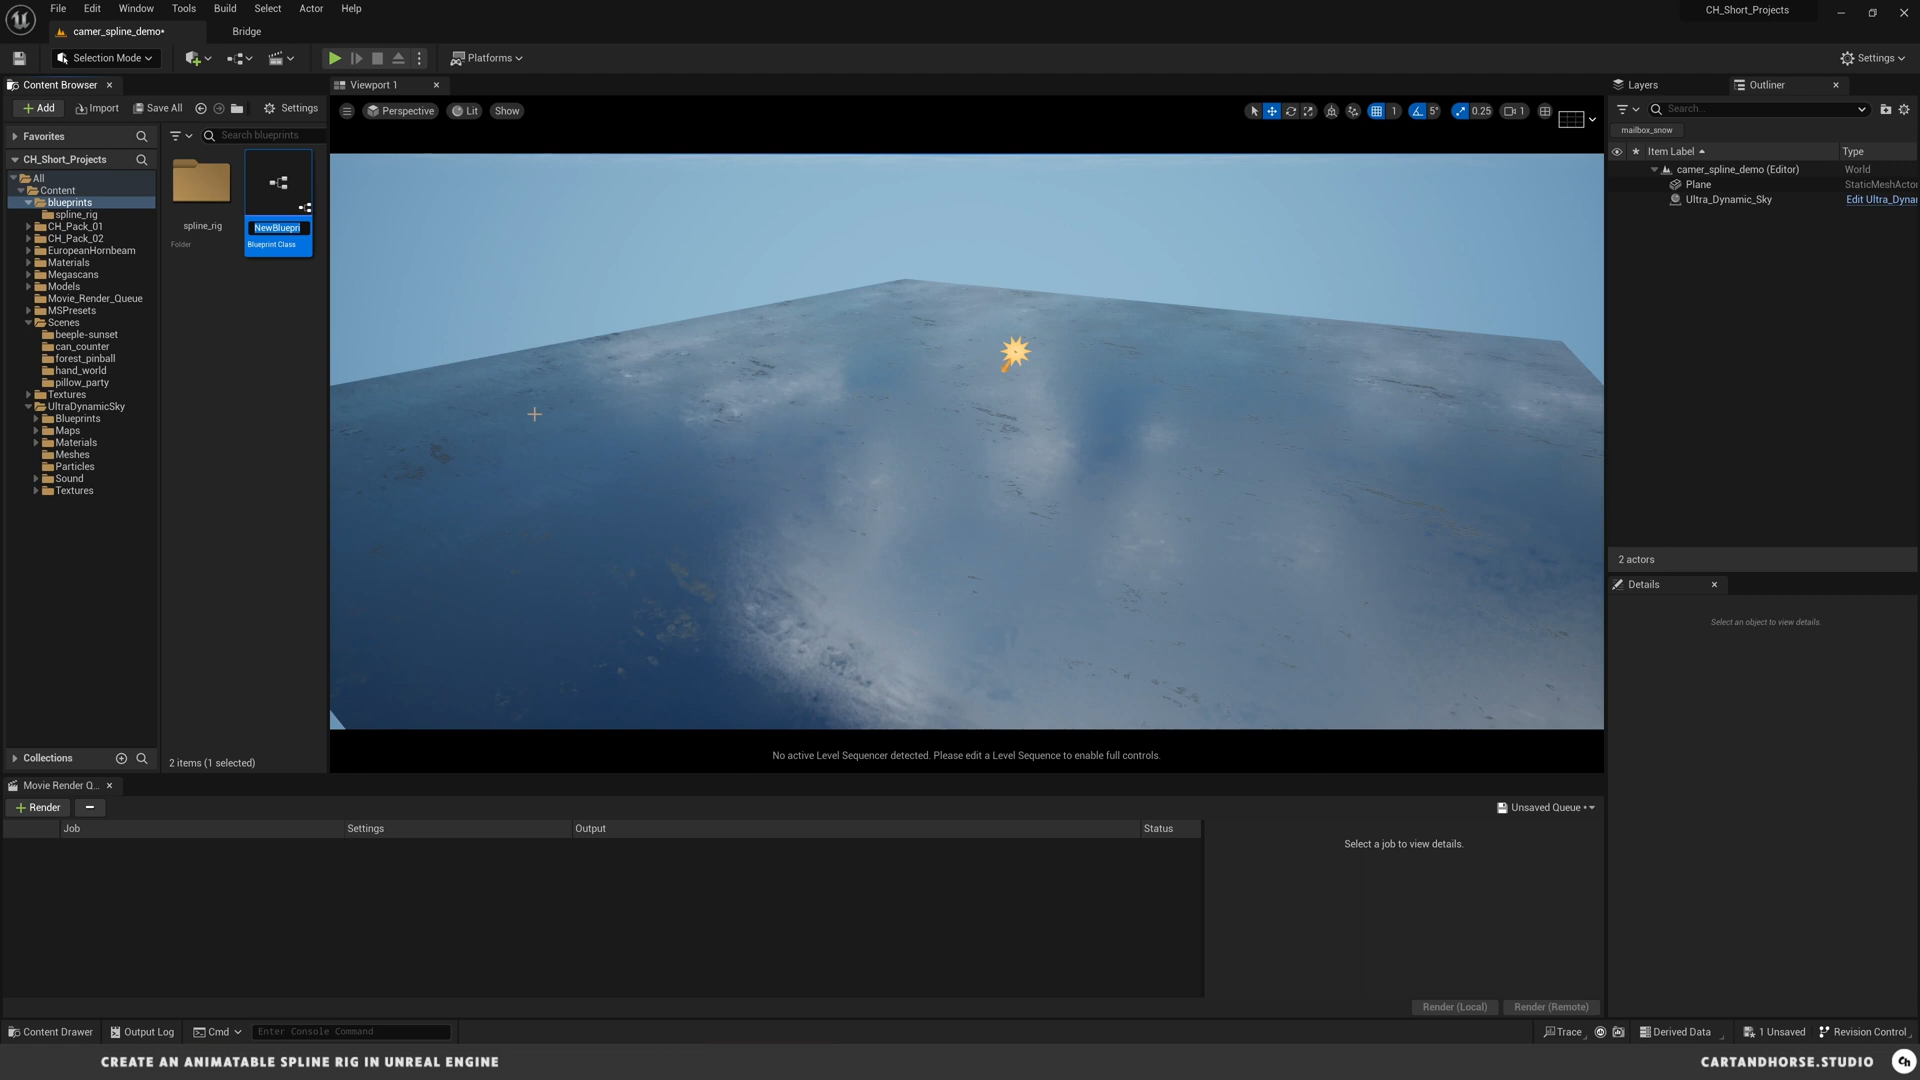 File Edit Window Tools Build Select Actor Help
CH_Short_Projects
camer_spline_demo*
Bridge
Selection Mode
Platforms
Settings
Content Browser
Viewport 1
Layers
Outliner
Add
Import
Save All
Settings
Perspective
Lit
Show
1
5°
0.25
1
Search...
Favorites
Search blueprints
mailbox_snow
CH_Short_Projects
Item Label
Type
All
Content
blueprints
spline_rig
CH_Pack_01
CH_Pack_02
EuropeanHornbeam
Materials
Megascans
Models
Movie_Render_Queue
MSPresets
Scenes
beeple-sunset
can_counter
forest_pinball
hand_world
pillow_party
Textures
UltraDynamicSky
Blueprints
Maps
Materials
Meshes
Particles
Sound
Textures
spline_rig
Folder
NewBluepri
Blueprint Class
camer_spline_demo (Editor)
World
Plane
StaticMeshActo
Ultra_Dynamic_Sky
Edit Ultra_Dyna
2 actors
Details
Select an object to view details.
Collections
2 items (1 selected)
No active Level Sequencer detected. Please edit a Level Sequence to enable full controls.
Movie Render Q...
Render
Unsaved Queue •
Job
Settings
Output
Status
Select a job to view details.
Render (Local)
Render (Remote)
Content Drawer
Output Log
Cmd
Enter Console Command
Trace
Derived Data
1 Unsaved
Revision Control
CREATE AN ANIMATABLE SPLINE RIG IN UNREAL ENGINE
CARTANDHORSE.STUDIO
Ch